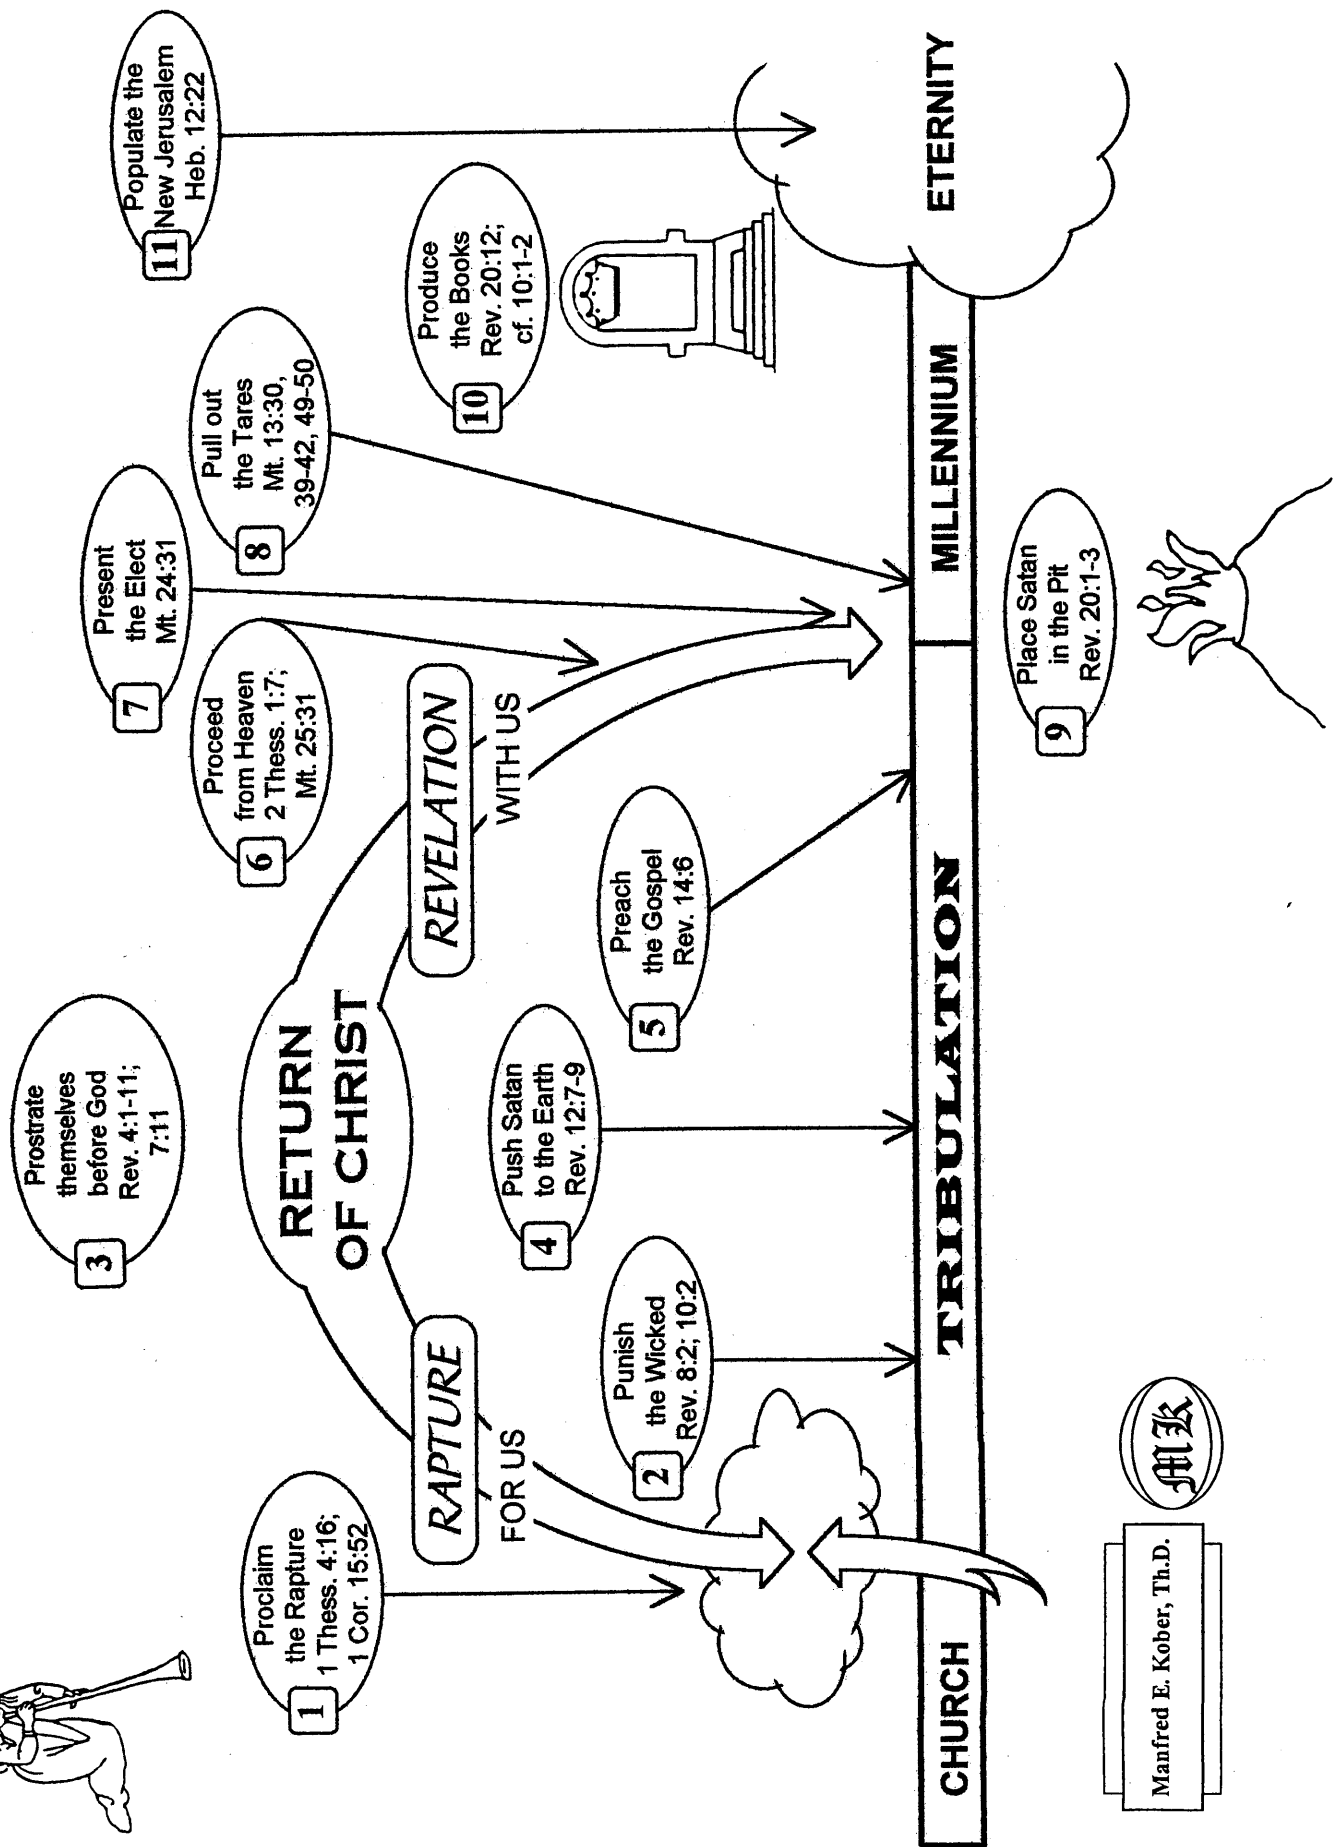 1
Proclaim
the Rapture
1 Thess. 4:16;
1 Cor. 15:52
2
Punish
the Wicked
Rev. 8:2; 10:2
3
Prostrate
themselves
before God
Rev. 4:1-11;
7:11
4
Push Satan
to the Earth
Rev. 12:7-9
5
Preach
the Gospel
Rev. 14:6
6
Proceed
from Heaven
2 Thess. 1:7;
Mt. 25:31
7
Present
the Elect
Mt. 24:31
8
Pull out
the Tares
Mt. 13:30,
39-42, 49-50
9
Place Satan
in the Pit
Rev. 20:1-3
10
Produce
the Books
Rev. 20:12;
cf. 10:1-2
11
Populate the
New Jerusalem
Heb. 12:22
RETURN
OF CHRIST
RAPTURE
FOR US
REVELATION
WITH US
CHURCH
TRIBULATION
MILLENNIUM
ETERNITY
Manfred E. Kober, Th.D.
MK